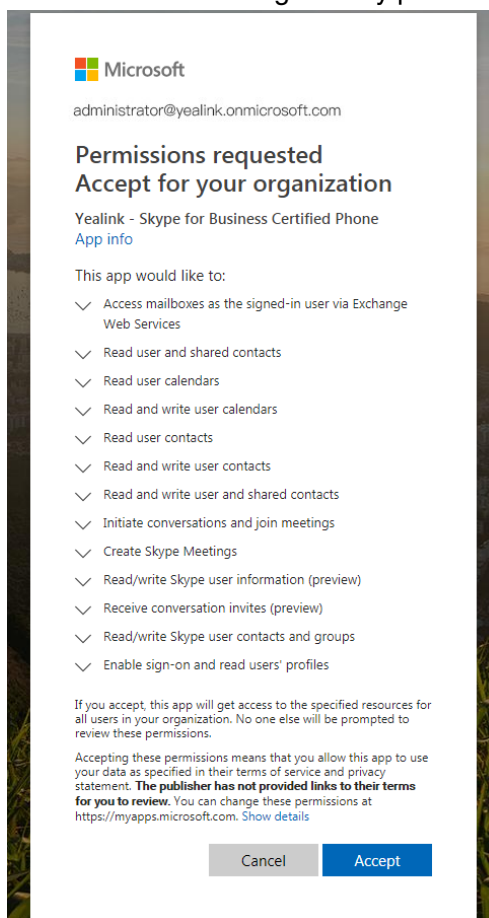 Microsoft
administrator@yealink.onmicrosoft.com
Permissions requested
Accept for your organization
Yealink - Skype for Business Certified Phone
App info
This app would like to:
Access mailboxes as the signed-in user via Exchange
Web Services
Read user and shared contacts
Read user calendars
Read and write user calendars
Read user contacts
Read and write user contacts
Read and write user and shared contacts
Initiate conversations and join meetings
Create Skype Meetings
Read/write Skype user information (preview)
Receive conversation invites (preview)
Read/write Skype user contacts and groups
Enable sign-on and read users' profiles
If you accept, this app will get access to the specified resources for
all users in your organization. No one else will be prompted to
review these permissions.
Accepting these permissions means that you allow this app to use
your data as specified in their terms of service and privacy
statement. The publisher has not provided links to their terms
for you to review. You can change these permissions at
https://myapps.microsoft.com. Show details
Cancel Accept